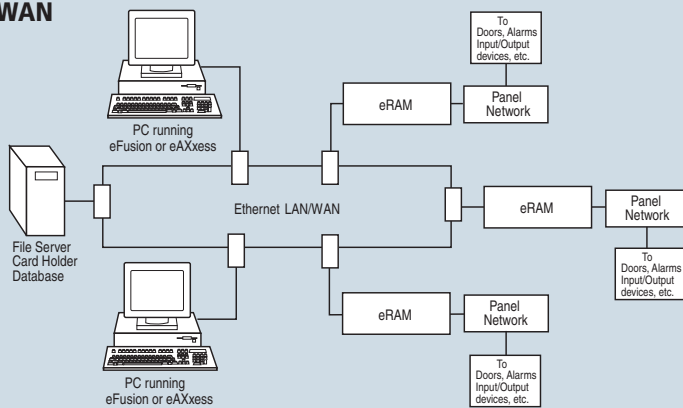 WAN
To
Doors, Alarms
Input/Output
devices, etc.
eRAM
Panel
Network
PC running
eFusion or eAXxess
Ethernet LAN/WAN
eRAM
Panel
Network
File Server
Card Holder
Database
To
Doors, Alarms
Input/Output
devices, etc.
eRAM
Panel
Network
PC running
eFusion or eAXxess
To
Doors, Alarms
Input/Output
devices, etc.